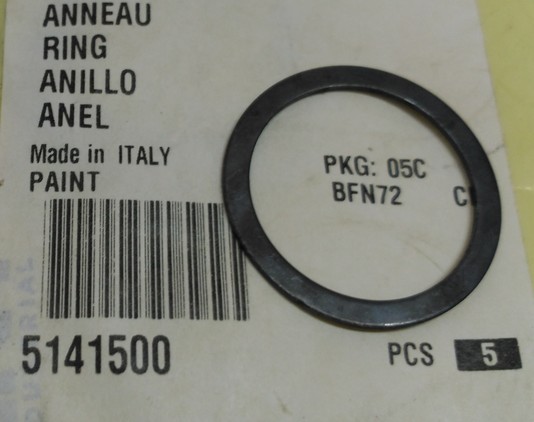 ANNEAU
RING
ANILLO
ANEL
Made in ITALY
PAINT
PKG: 05C
BFN72
5141500
PCS 5